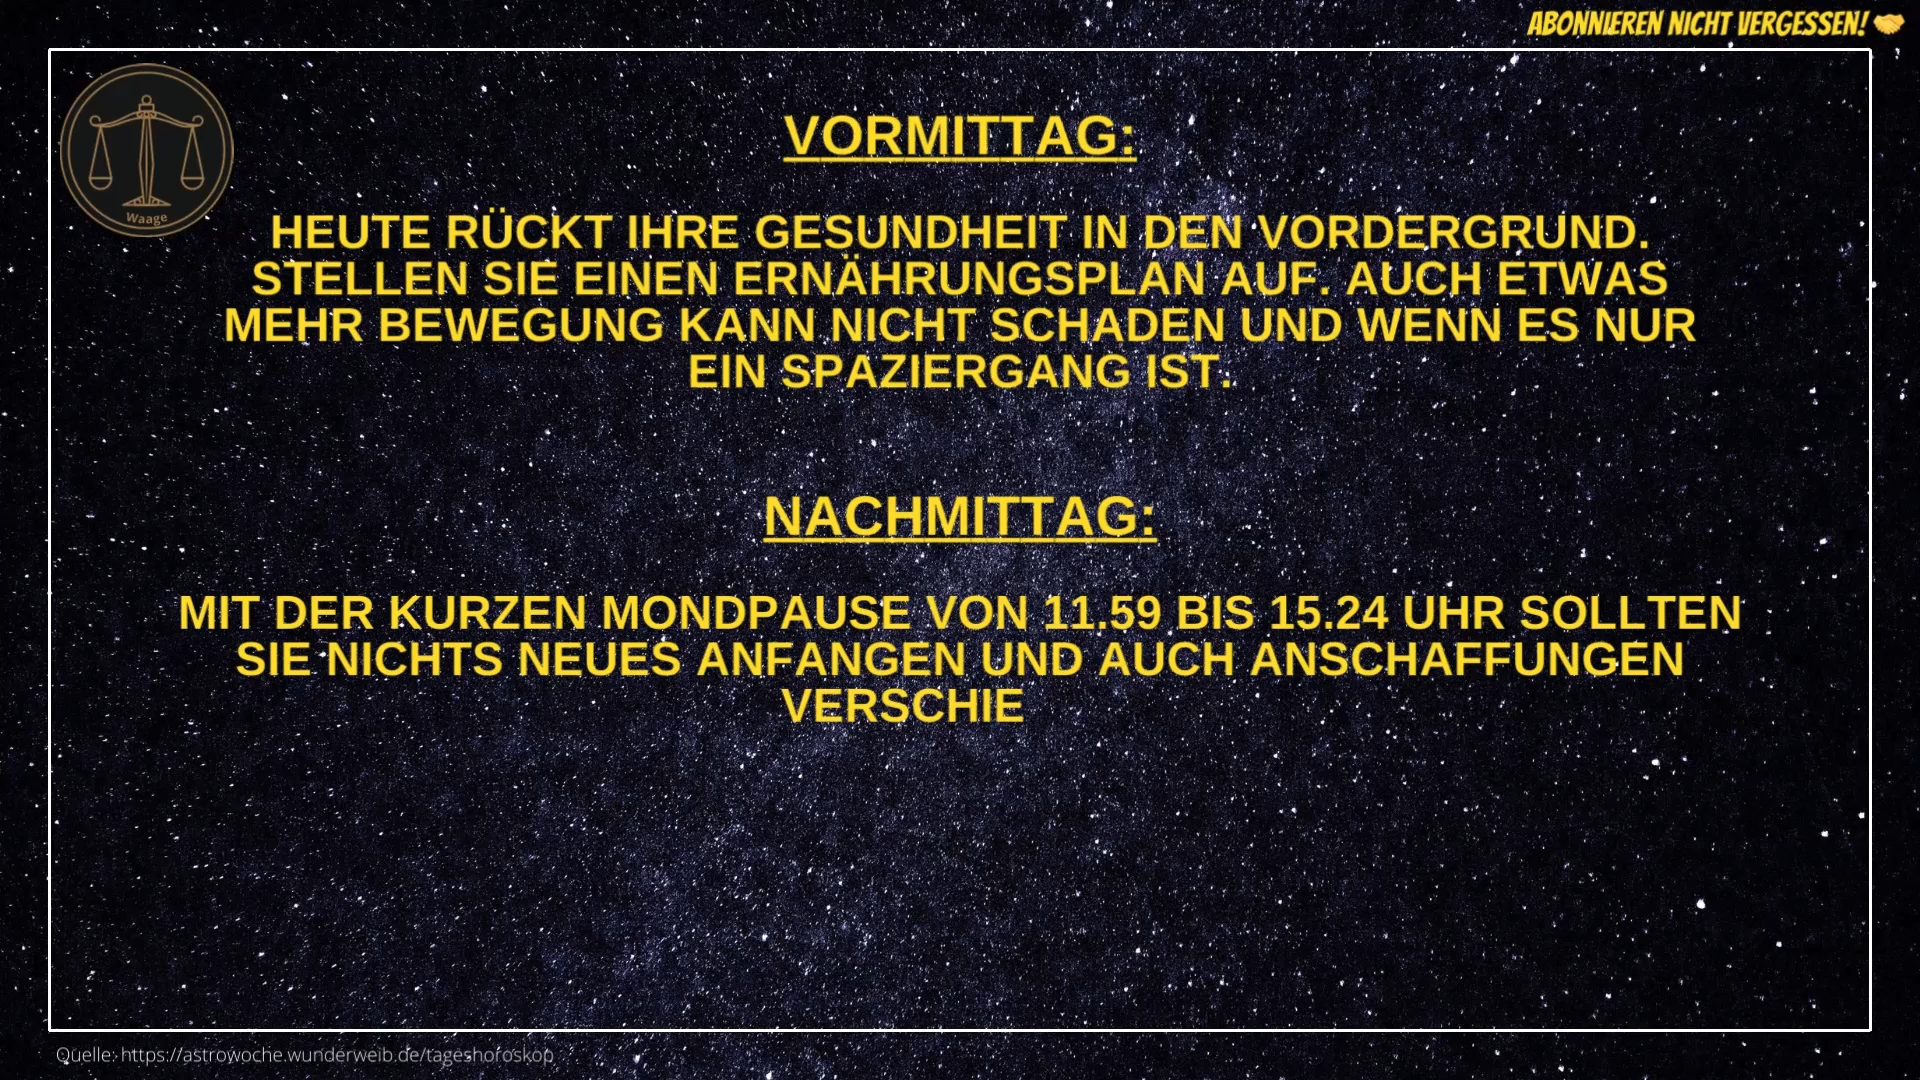 ABONNIEREN NICHT VERGESSEN!
Waage
VORMITTAG:
HEUTE RÜCKT IHRE GESUNDHEIT IN DEN VORDERGRUND.
STELLEN SIE EINEN ERNÄHRUNGSPLAN AUF. AUCH ETWAS
MEHR BEWEGUNG KANN NICHT SCHADEN UND WENN ES NUR
EIN SPAZIERGANG IST.
NACHMITTAG:
MIT DER KURZEN MONDPAUSE VON 11.59 BIS 15.24 UHR SOLLTEN
SIE NICHTS NEUES ANFANGEN UND AUCH ANSCHAFFUNGEN
VERSCHIE
Quelle: https://astrowoche.wunderweib.de/tageshoroskop